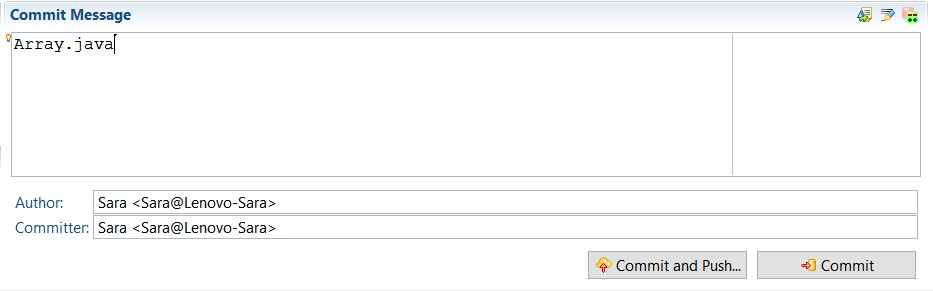 Commit Message
Array.java
Author: Sara <Sara@Lenovo-Sara>
Committer: Sara <Sara@Lenovo-Sara>
Commit and Push... Commit